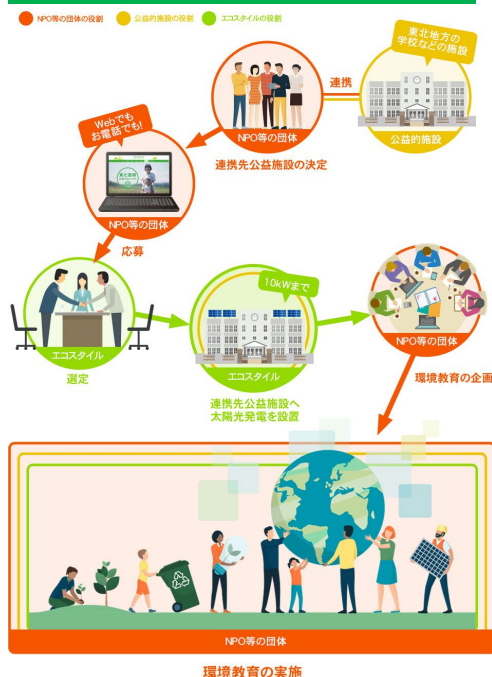 NPO等の団体の役割
公益的施設の役割
エコスタイルの役割
東北地方の
学校などの施設
連携
NPO等の団体
公益的施設
連携先公益施設の決定
Webでも
お電話でも!
NPO等の団体
応募
10kWまで
エコスタイル
選定
エコスタイル
連携先公益施設へ
太陽光発電を設置
NPO等の団体
環境教育の企画
NPO等の団体
環境教育の実施